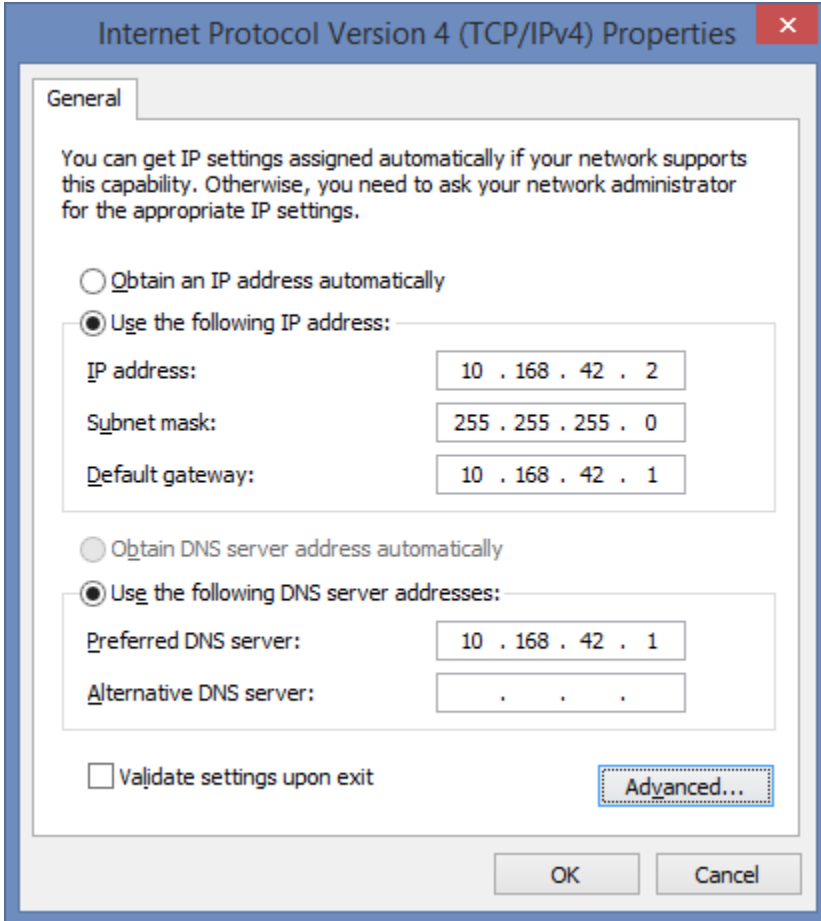 Internet Protocol Version 4 (TCP/IPv4) Properties
General
You can get IP settings assigned automatically if your network supports
this capability. Otherwise, you need to ask your network administrator
for the appropriate IP settings.
Obtain an IP address automatically
Use the following IP address:
IP address: 10 . 168 . 42 . 2
Subnet mask: 255 . 255 . 255 . 0
Default gateway: 10 . 168 . 42 . 1
Obtain DNS server address automatically
Use the following DNS server addresses:
Preferred DNS server: 10 . 168 . 42 . 1
Alternative DNS server: . . .
Validate settings upon exit
Advanced...
OK Cancel